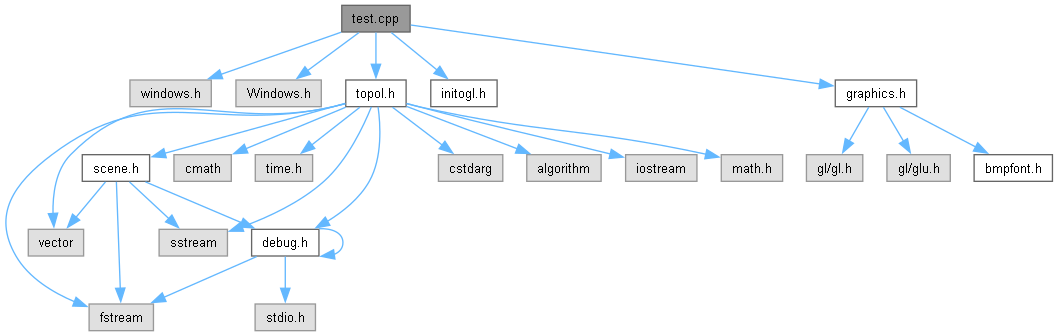 test.cpp
windows.h
Windows.h
topol.h
initogl.h
graphics.h
scene.h
cmath
time.h
cstdarg
algorithm
iostream
math.h
gl/gl.h
gl/glu.h
bmpfont.h
vector
sstream
debug.h
fstream
stdio.h